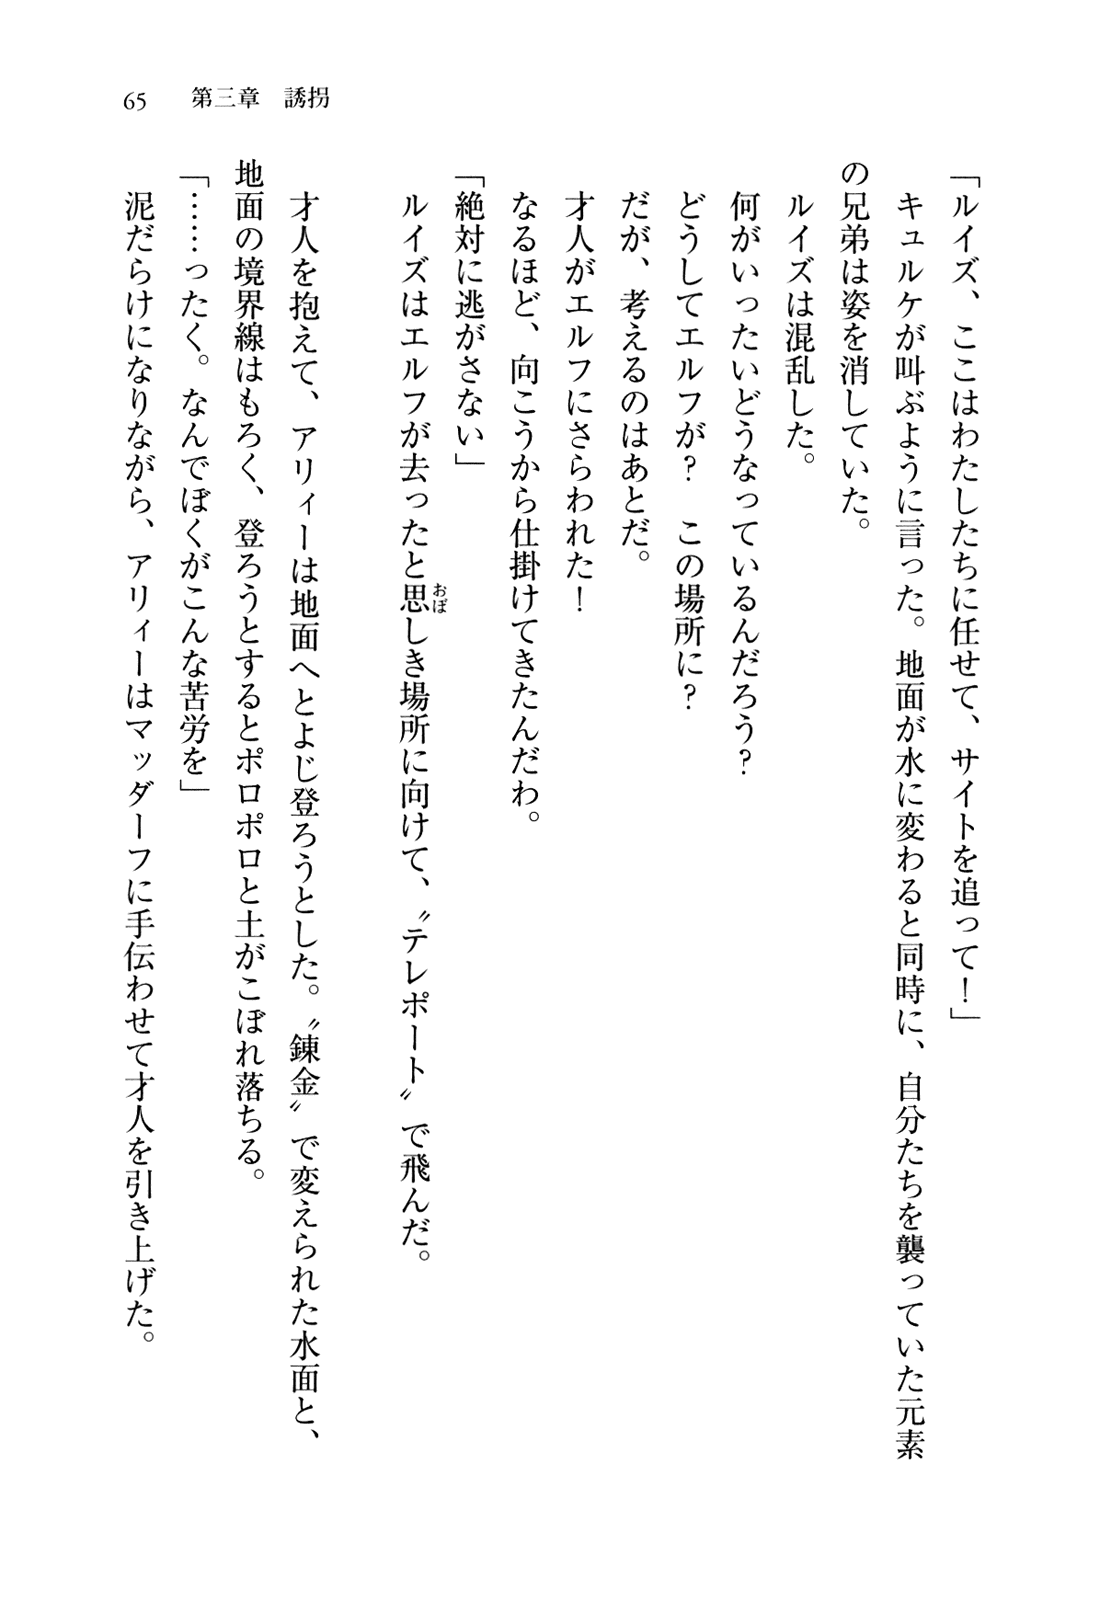 65　第三章　誘拐
「ルイズ、ここはわたしたちに任せて、サイトを追って！」
　キュルケが叫ぶように言った。地面が水に変わると同時に、自分たちを襲っていた元素
の兄弟は姿を消していた。
　ルイズは混乱した。
　何がいったいどうなっているんだろう？
　どうしてエルフが？　この場所に？
　だが、考えるのはあとだ。
　才人がエルフにさらわれた！
　なるほど、向こうから仕掛けてきたんだわ。
「絶対に逃がさない」
　ルイズはエルフが去ったと思おぼしき場所に向けて、〝テレポート〟で飛んだ。
　才人を抱えて、アリィーは地面へとよじ登ろうとした。〝錬金〟で変えられた水面と、
地面の境界線はもろく、登ろうとするとポロポロと土がこぼれ落ちる。
「……ったく。なんでぼくがこんな苦労を」
　泥だらけになりながら、アリィーはマッダーフに手伝わせて才人を引き上げた。